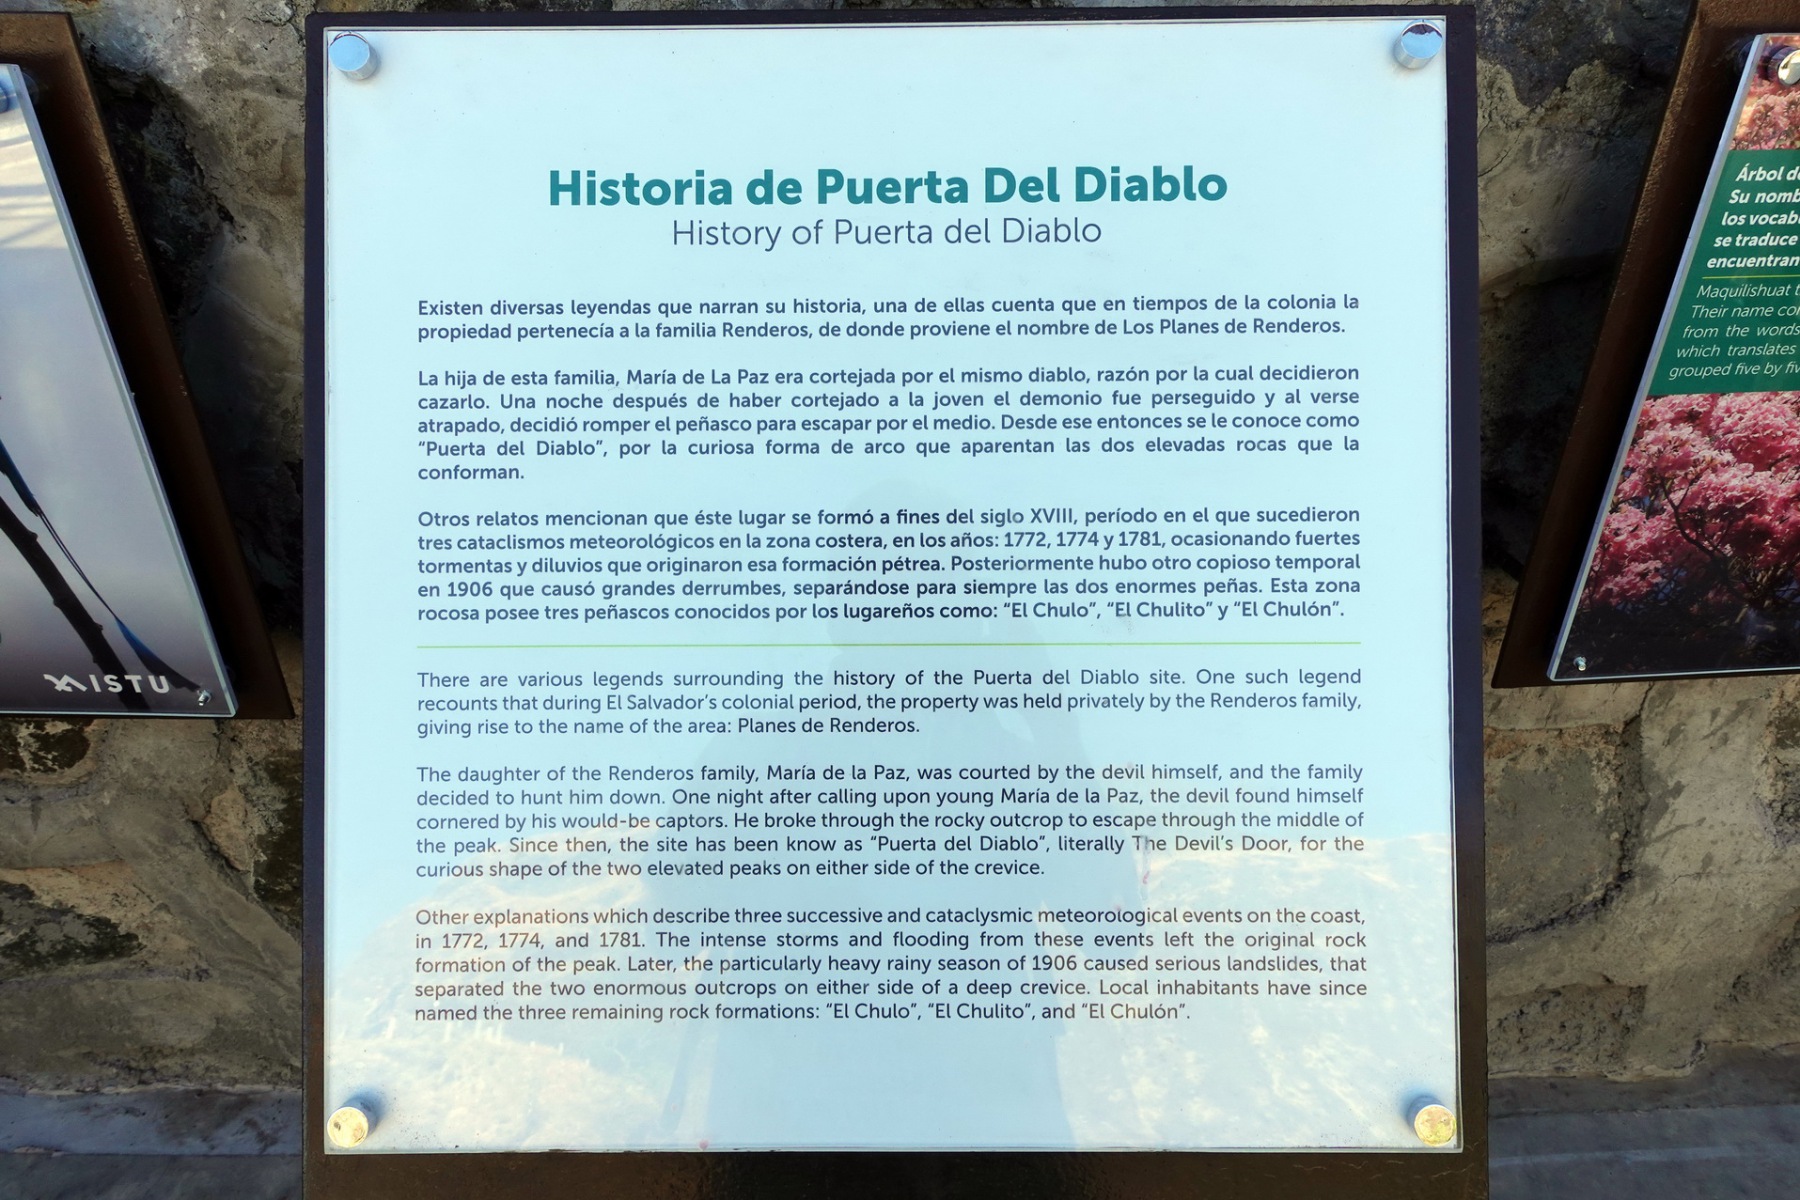 Historia de Puerta Del Diablo
History of Puerta del Diablo
Existen diversas leyendas que narran su historia, una de ellas cuenta que en tiempos de la colonia la
propiedad pertenecía a la familia Renderos, de donde proviene el nombre de Los Planes de Renderos.
La hija de esta familia, María de La Paz era cortejada por el mismo diablo, razón por la cual decidieron
cazarlo. Una noche después de haber cortejado a la joven el demonio fue perseguido y al verse
atrapado, decidió romper el peñasco para escapar por el medio. Desde ese entonces se le conoce como
“Puerta del Diablo”, por la curiosa forma de arco que aparentan las dos elevadas rocas que la
conforman.
Otros relatos mencionan que éste lugar se formó a fines del siglo XVIII, período en el que sucedieron
tres cataclismos meteorológicos en la zona costera, en los años: 1772, 1774 y 1781, ocasionando fuertes
tormentas y diluvios que originaron esa formación pétrea. Posteriormente hubo otro copioso temporal
en 1906 que causó grandes derrumbes, separándose para siempre las dos enormes peñas. Esta zona
rocosa posee tres peñascos conocidos por los lugareños como: “El Chulo”, “El Chulito” y “El Chulón”.
There are various legends surrounding the history of the Puerta del Diablo site. One such legend
recounts that during El Salvador’s colonial period, the property was held privately by the Renderos family,
giving rise to the name of the area: Planes de Renderos.
The daughter of the Renderos family, María de la Paz, was courted by the devil himself, and the family
decided to hunt him down. One night after calling upon young María de la Paz, the devil found himself
cornered by his would-be captors. He broke through the rocky outcrop to escape through the middle of
the peak. Since then, the site has been know as “Puerta del Diablo”, literally The Devil’s Door, for the
curious shape of the two elevated peaks on either side of the crevice.
Other explanations which describe three successive and cataclysmic meteorological events on the coast,
in 1772, 1774, and 1781. The intense storms and flooding from these events left the original rock
formation of the peak. Later, the particularly heavy rainy season of 1906 caused serious landslides, that
separated the two enormous outcrops on either side of a deep crevice. Local inhabitants have since
named the three remaining rock formations: “El Chulo”, “El Chulito”, and “El Chulón”.
ISTU
Árbol
Su
los
se traduce
encuentran
Maquilishuat
Their name
from the words
which translates
grouped five by